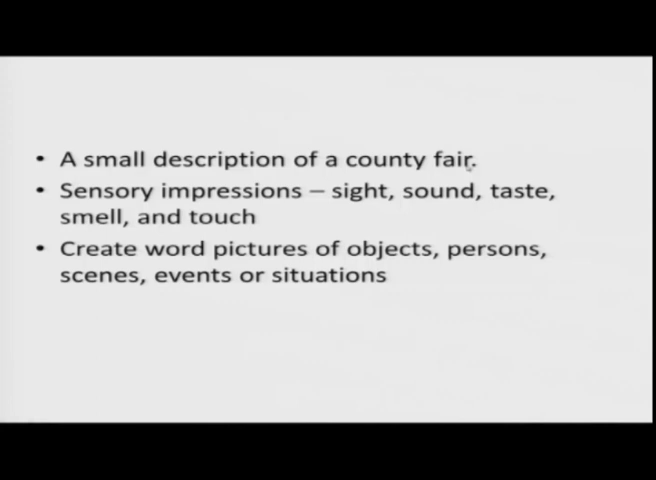 • A small description of a county fair.
• Sensory impressions – sight, sound, taste,
smell, and touch
• Create word pictures of objects, persons,
scenes, events or situations